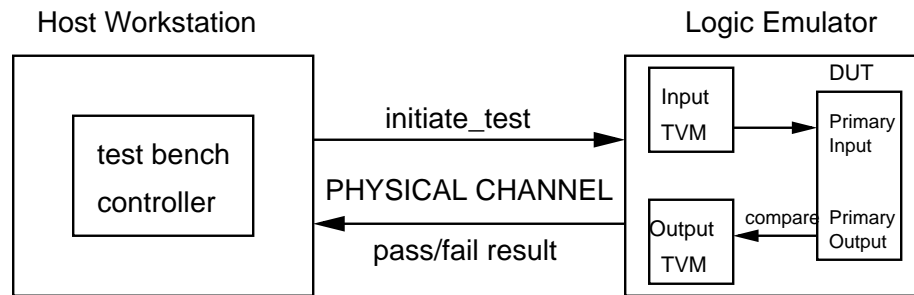 Host Workstation
Logic Emulator
DUT
Input
TVM
Primary
Input
initiate_test
test bench
controller
PHYSICAL CHANNEL
pass/fail result
Output
TVM
compare
Primary
Output